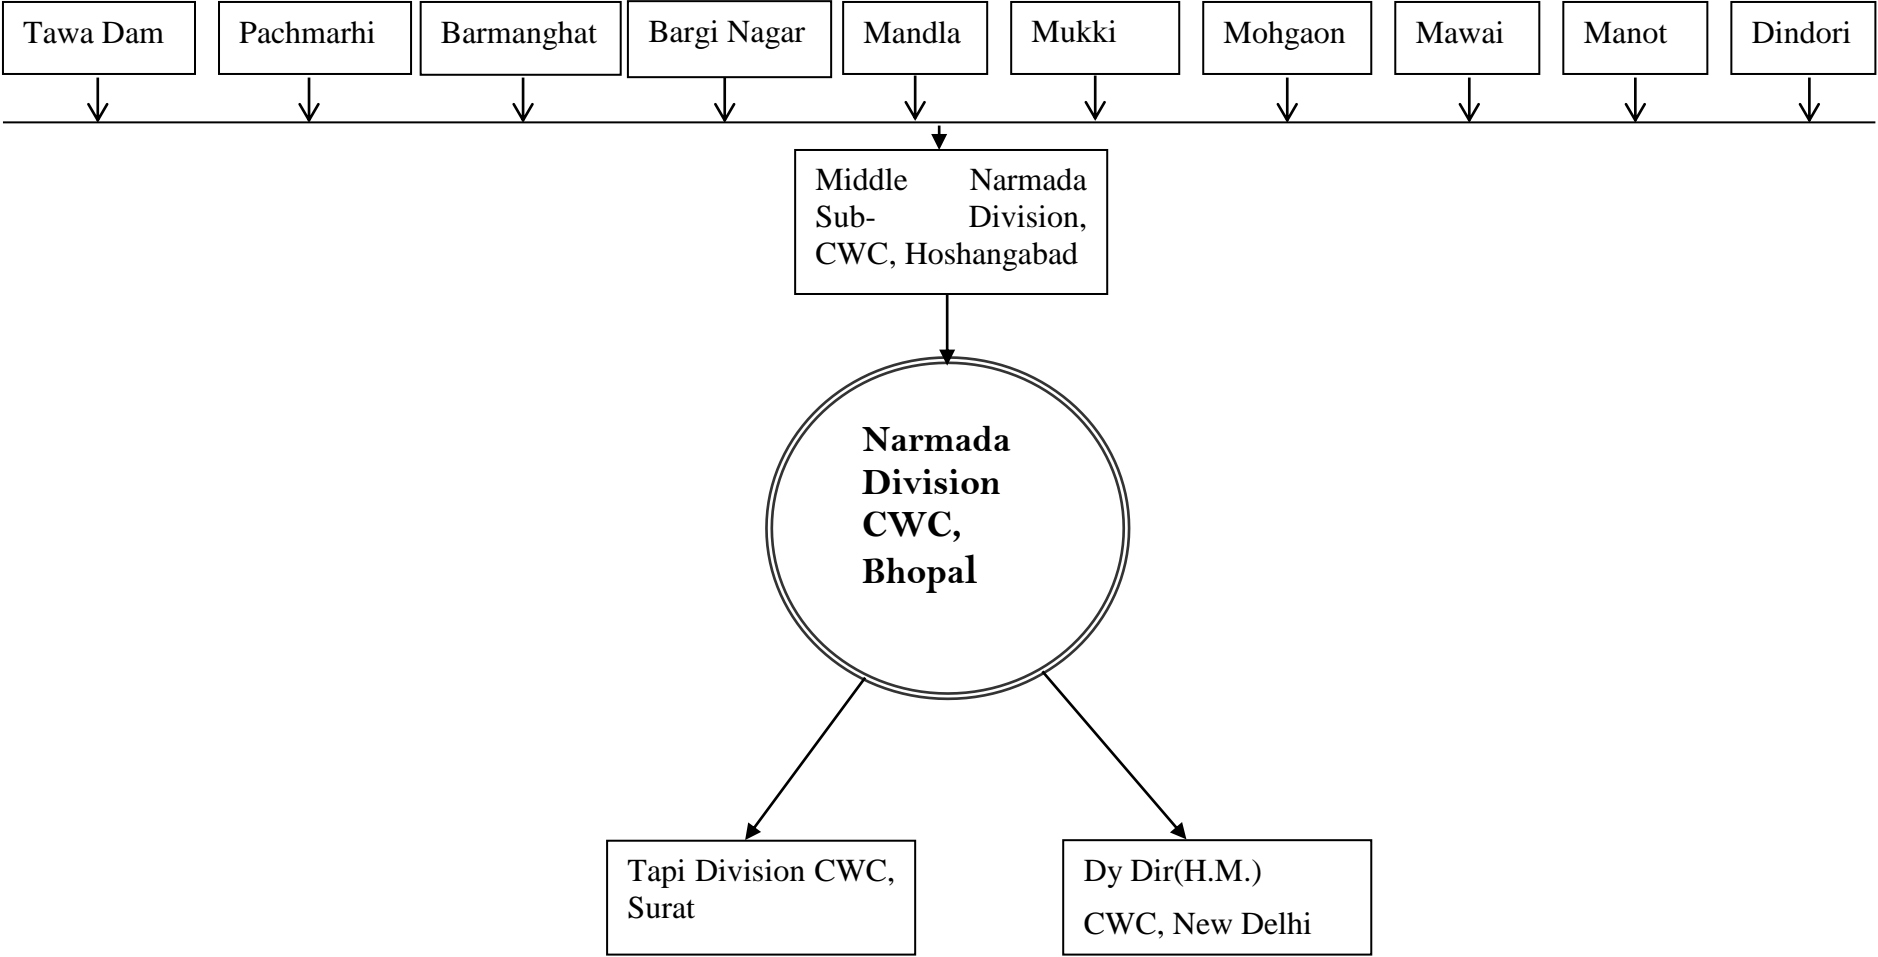 Tawa Dam
Pachmarhi
Barmanghat
Bargi Nagar
Mandla
Mukki
Mohgaon
Mawai
Manot
Dindori
Middle Narmada
Sub- Division,
CWC, Hoshangabad
Narmada
Division
CWC,
Bhopal
Tapi Division CWC,
Surat
Dy Dir(H.M.)
CWC, New Delhi